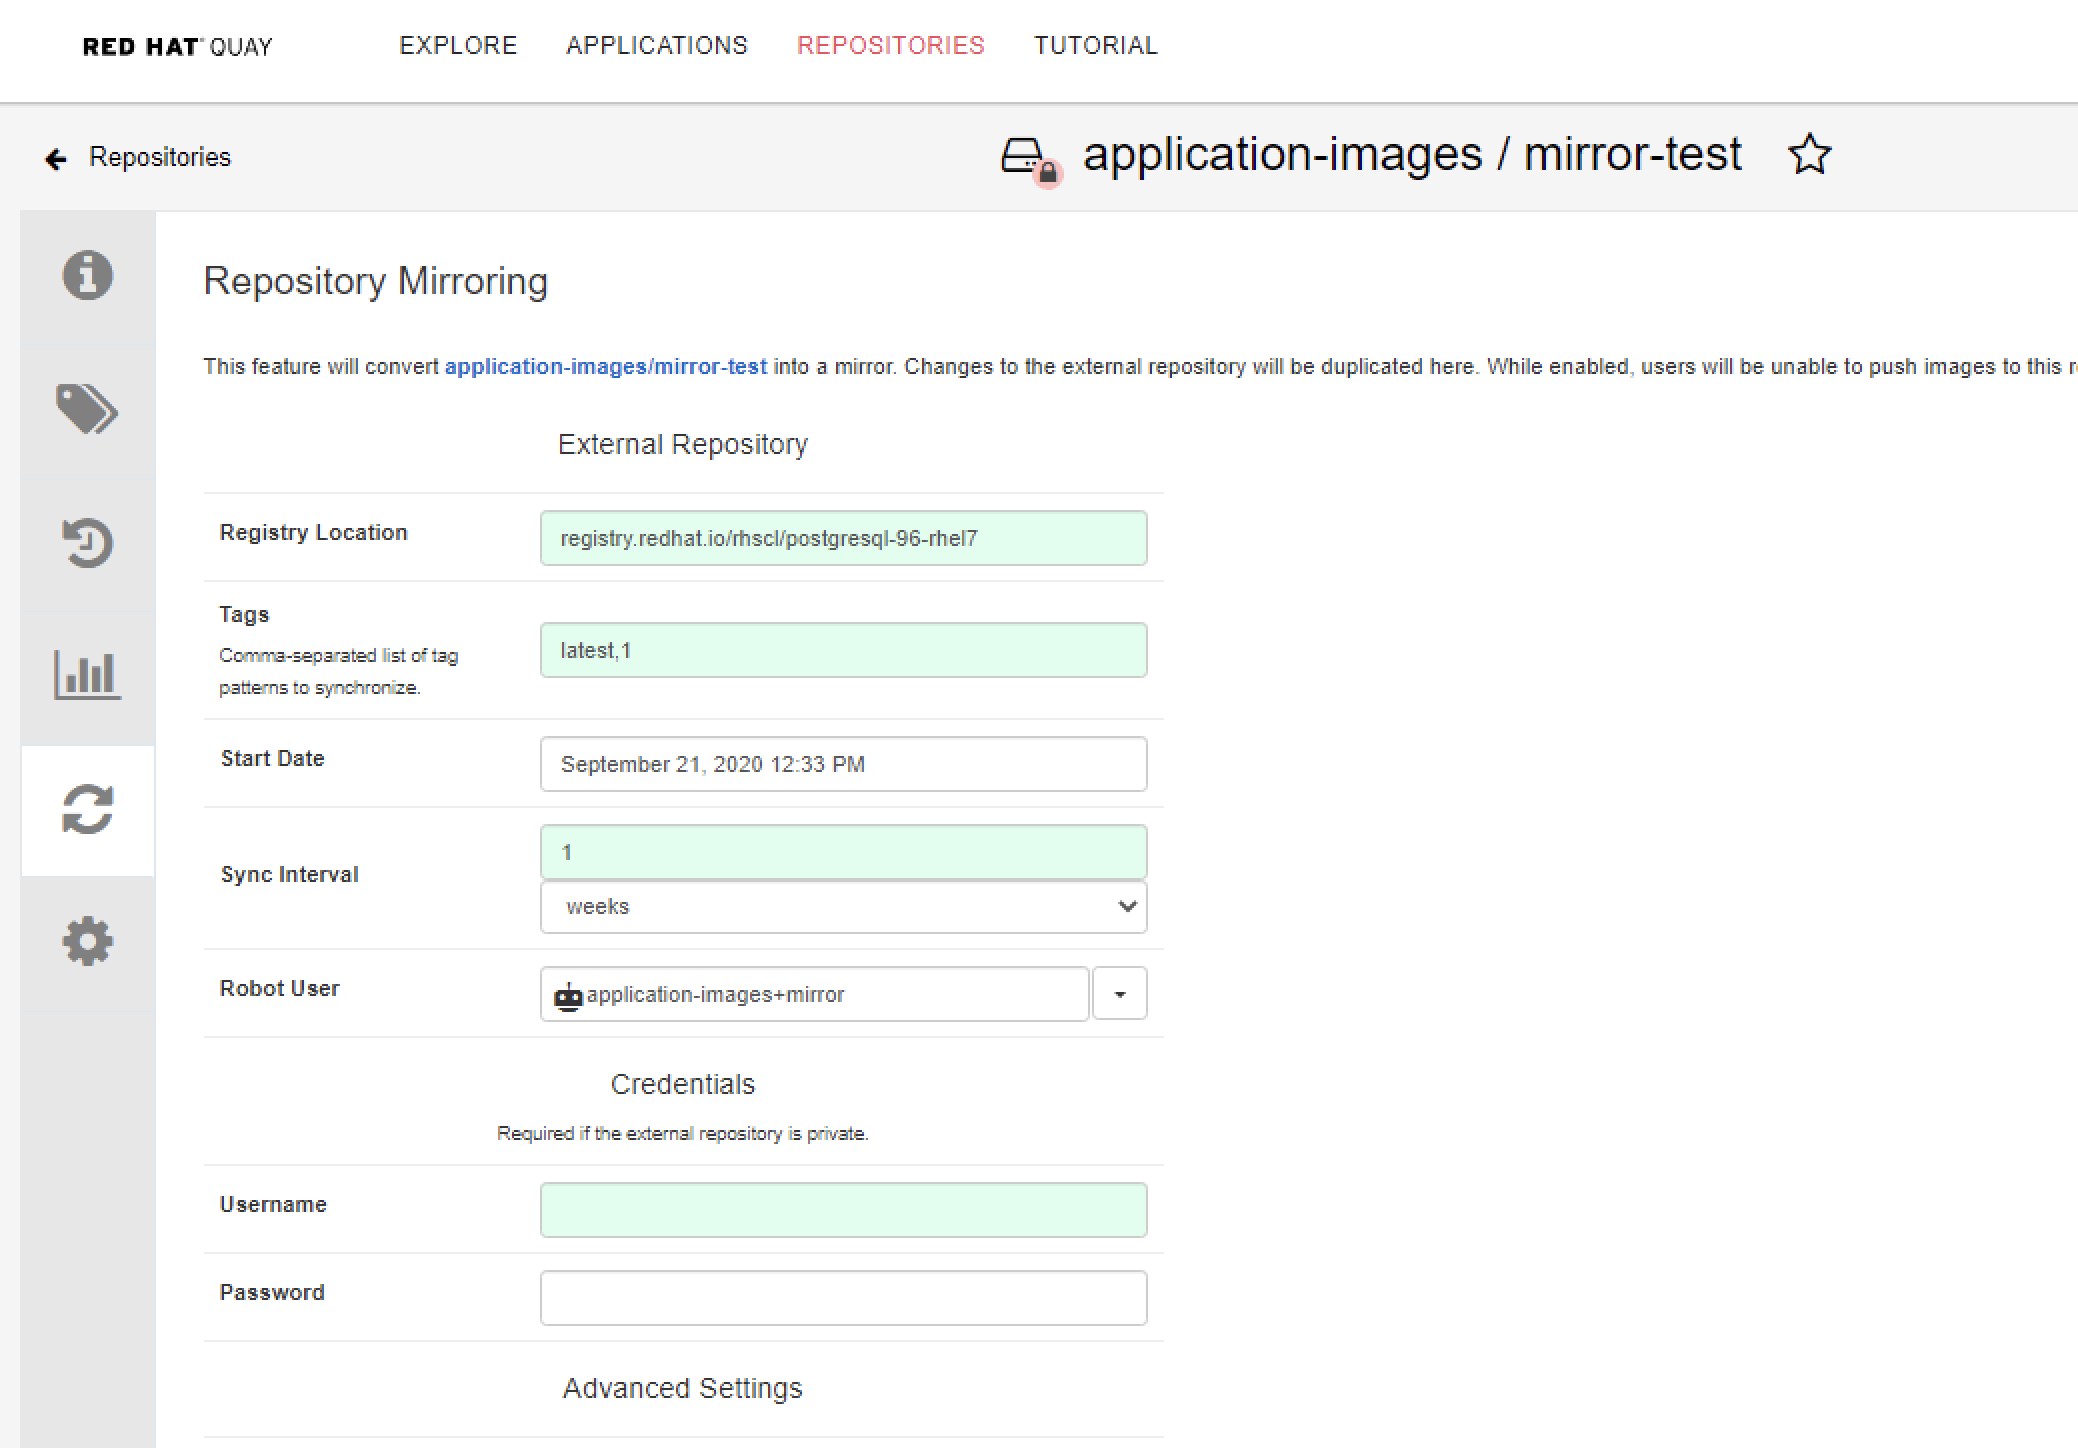 RED HAT QUAY EXPLORE APPLICATIONS REPOSITORIES TUTORIAL
Repositories
application-images / mirror-test
Repository Mirroring
This feature will convert application-images/mirror-test into a mirror. Changes to the external repository will be duplicated here. While enabled, users will be unable to push images to this
External Repository
Registry Location
registry.redhat.io/rhscl/postgresql-96-rhel7
Tags
Comma-separated list of tag
patterns to synchronize.
latest,1
Start Date
September 21, 2020 12:33 PM
Sync Interval
1
weeks
Robot User
application-images+mirror
Credentials
Required if the external repository is private.
Username
Password
Advanced Settings